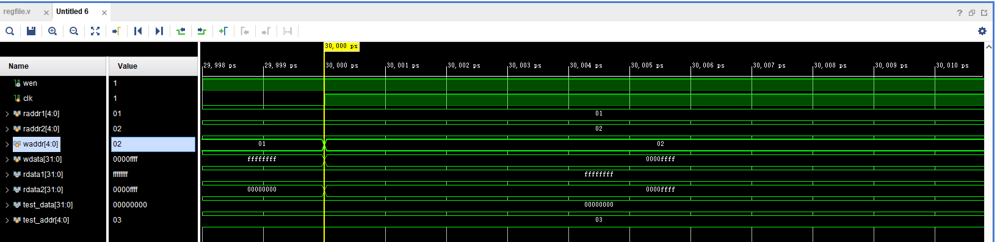 regfile.v × Untitled 6 ×
?
30,000 ps
Name Value
29,998 ps 29,999 ps 30,000 ps 30,001 ps 30,002 ps 30,003 ps 30,004 ps 30,005 ps 30,006 ps 30,007 ps 30,008 ps 30,009 ps 30,010 ps
wen 1
clk 1
raddr1[4:0] 01 01
raddr2[4:0] 02 02
waddr[4:0] 02 01 02
wdata[31:0] 0000ffff ffffffff 0000ffff
rdata1[31:0] ffffffff ffffffff
rdata2[31:0] 0000ffff 00000000 0000ffff
test_data[31:0] 00000000 00000000
test_addr[4:0] 03 03